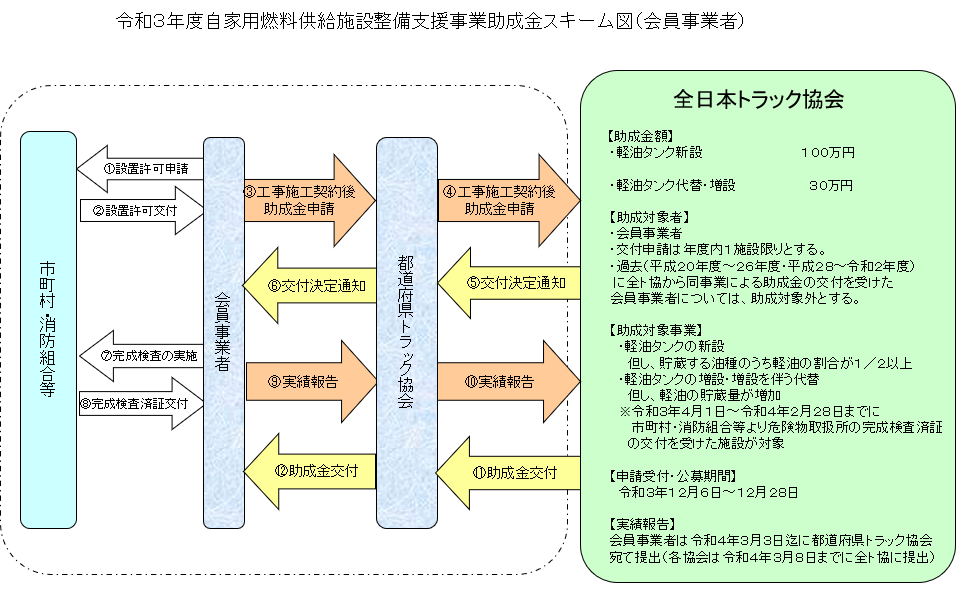 令和３年度自家用燃料供給施設整備支援事業助成金スキーム図（会員事業者）
市町村・消防組合等
①設置許可申請
②設置許可交付
⑦完成検査の実施
⑧完成検査済証交付
会員事業者
③工事施工契約後
助成金申請
⑥交付決定通知
⑨実績報告
⑫助成金交付
都道府県トラック協会
④工事施工契約後
助成金申請
⑤交付決定通知
⑩実績報告
⑪助成金交付
全日本トラック協会
【助成金額】
・軽油タンク新設　１００万円
・軽油タンク代替・増設　３０万円
【助成対象者】
・会員事業者
・交付申請は年度内１施設限りとする。
・過去（平成２０年度～２６年度・平成２８～令和２年度）
に全ト協から同事業による助成金の交付を受けた
会員事業者については、助成対象外とする。
【助成対象事業】
・軽油タンクの新設
但し、貯蔵する油種のうち軽油の割合が１／２以上
・軽油タンクの増設・増設を伴う代替
但し、軽油の貯蔵量が増加
※令和３年４月１日～令和４年２月２８日までに
市町村・消防組合等より危険物取扱所の完成検査済証
の交付を受けた施設が対象
【申請受付・公募期間】
令和３年１２月６日～１２月２８日
【実績報告】
会員事業者は令和４年３月３日迄に都道府県トラック協会
宛て提出（各協会は令和４年３月８日までに全ト協に提出）